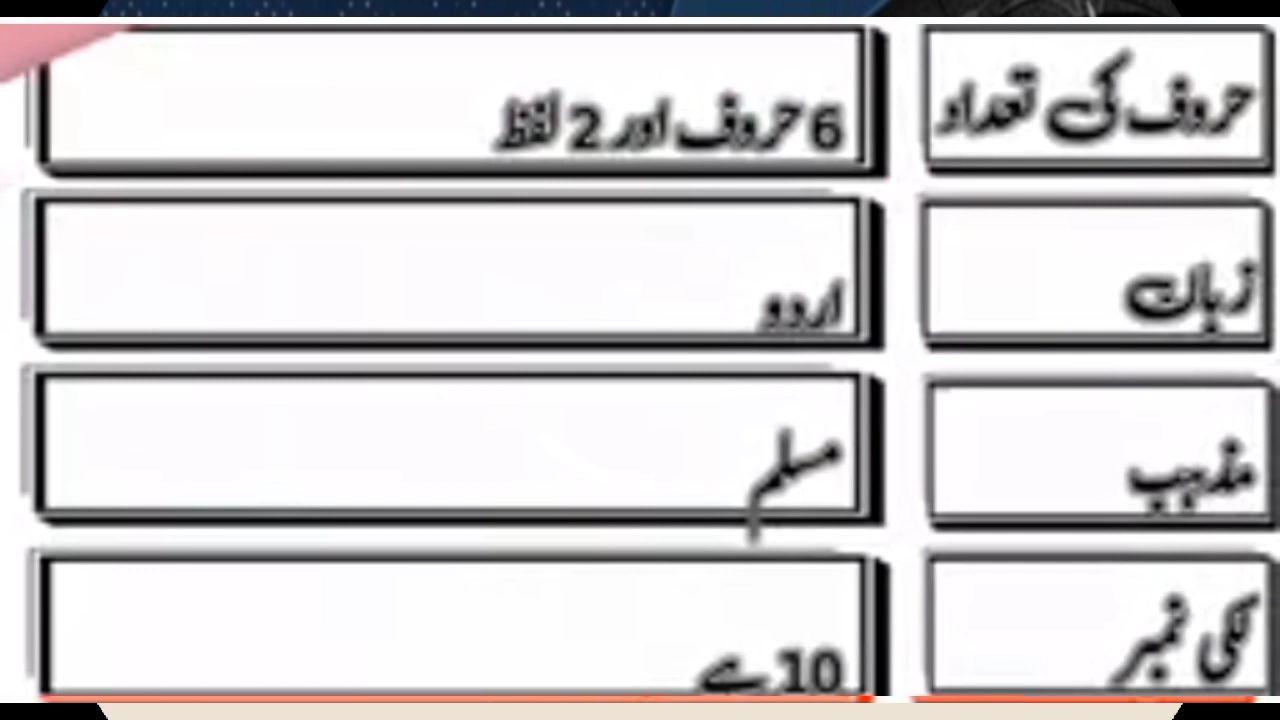 حروف کی تعداد 6 حروف اور 2 لفظ
زبان اردو
مذہب مسلم
لکی نمبر 10 ہے